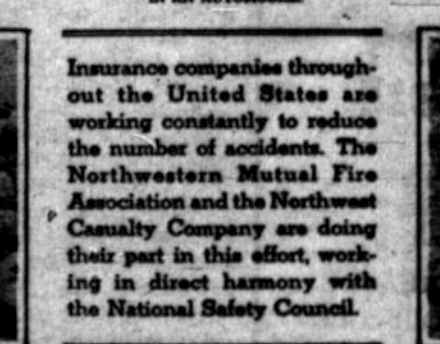 Insurance companies through-
out the United States are
working constantly to reduce
the number of accidents. The
Northwestern Mutual Fire
Association and the Northwest
Casualty Company are doing
their part in this effort, work-
ing in direct harmony with
the National Safety Council.